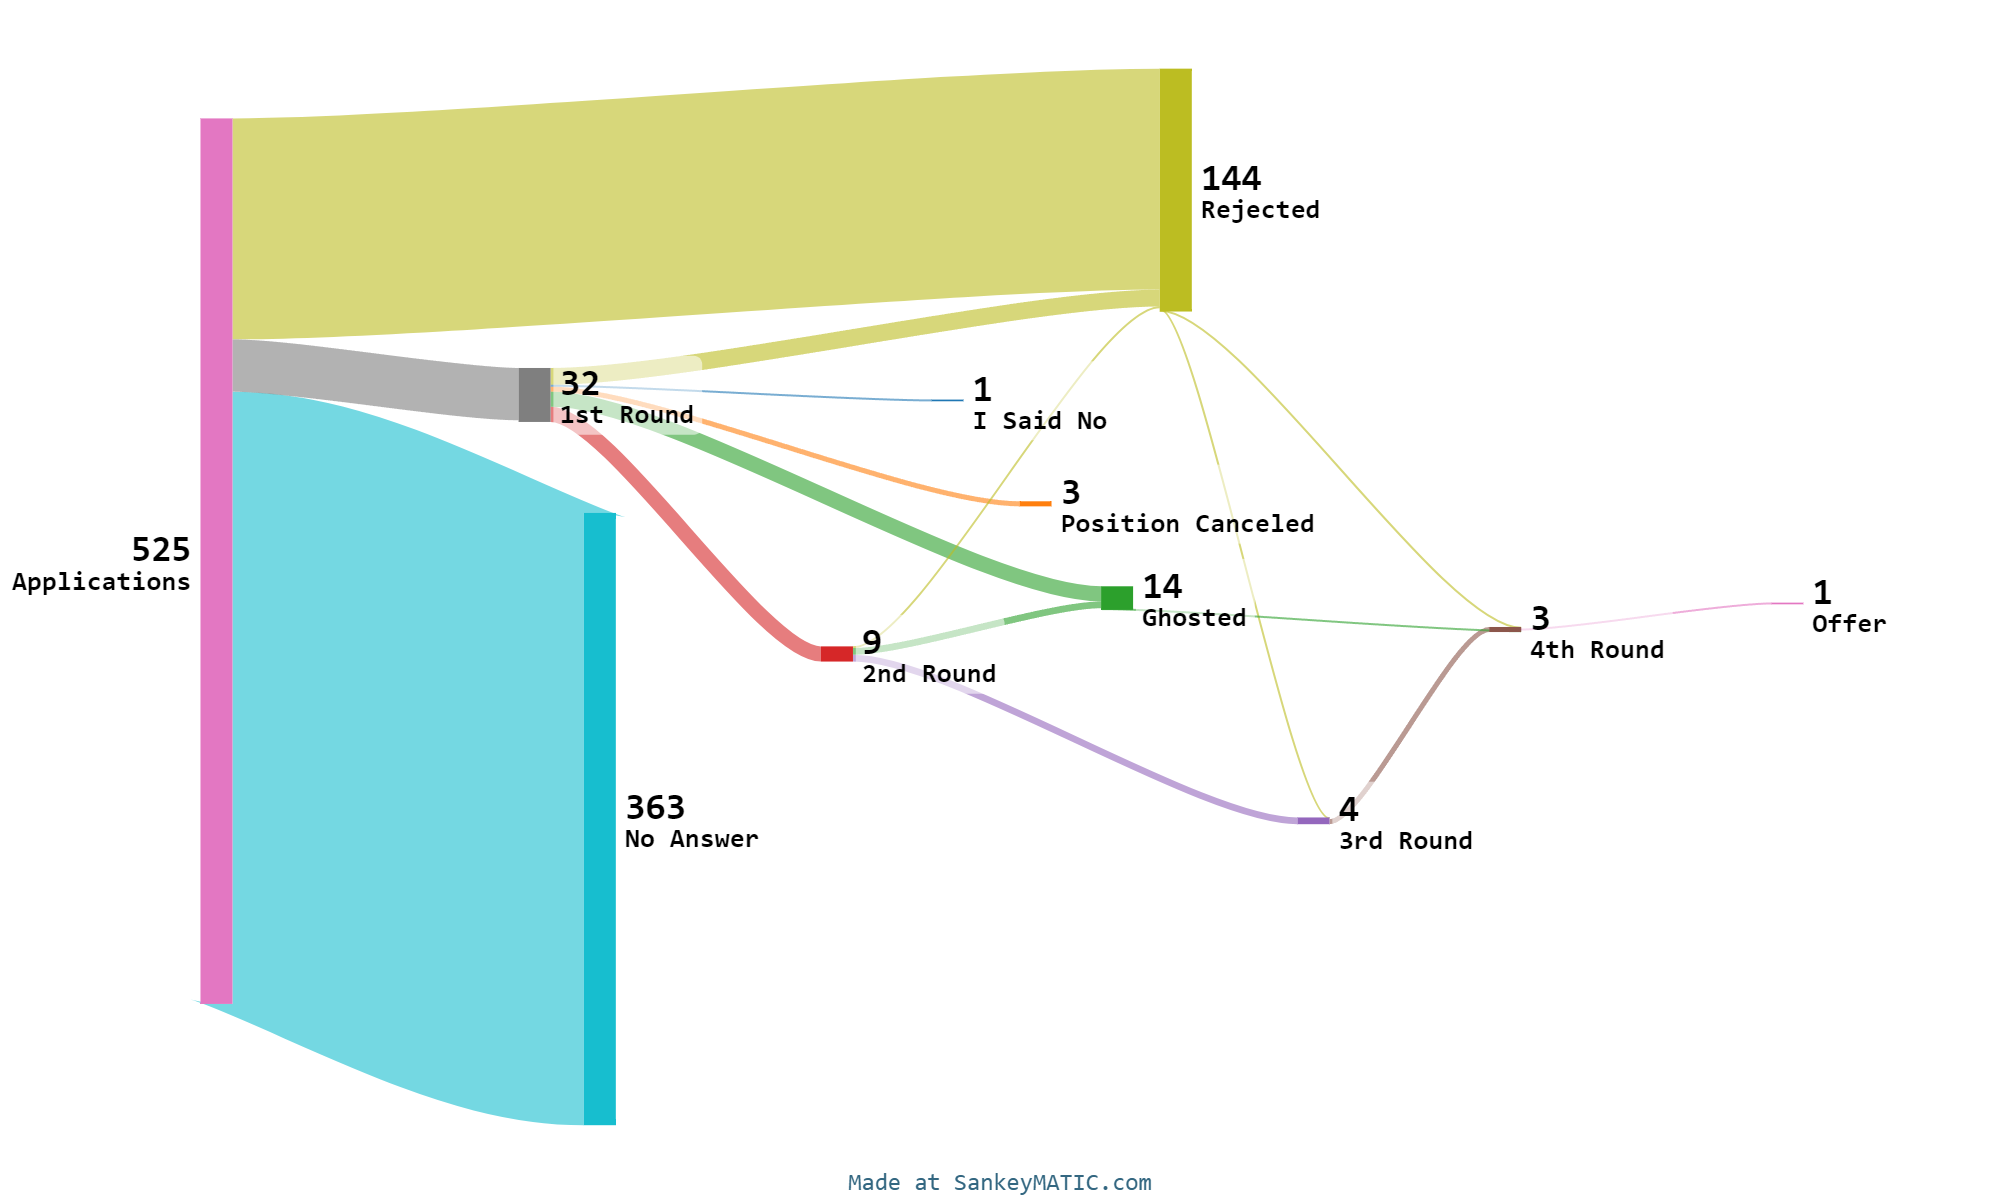 144
Rejected
32
1st Round
1
I Said No
3
Position Canceled
525
Applications
14
Ghosted
1
Offer
3
4th Round
9
2nd Round
363
No Answer
4
3rd Round
Made at SankeyMATIC.com